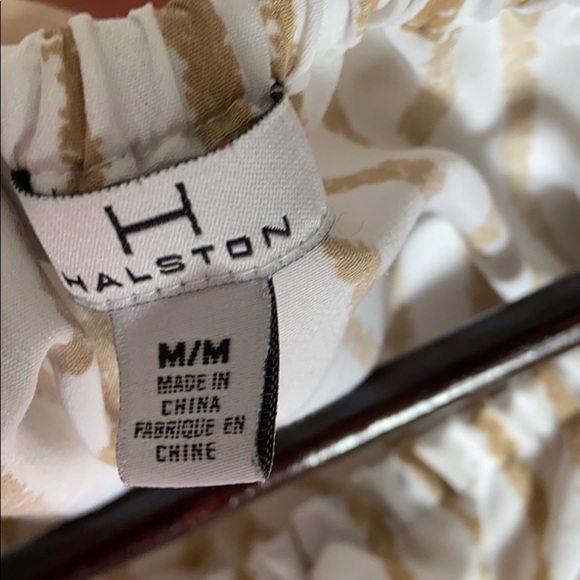 H
HALSTON
M/M
MADE IN
CHINA
FABRIQUE EN
CHINE